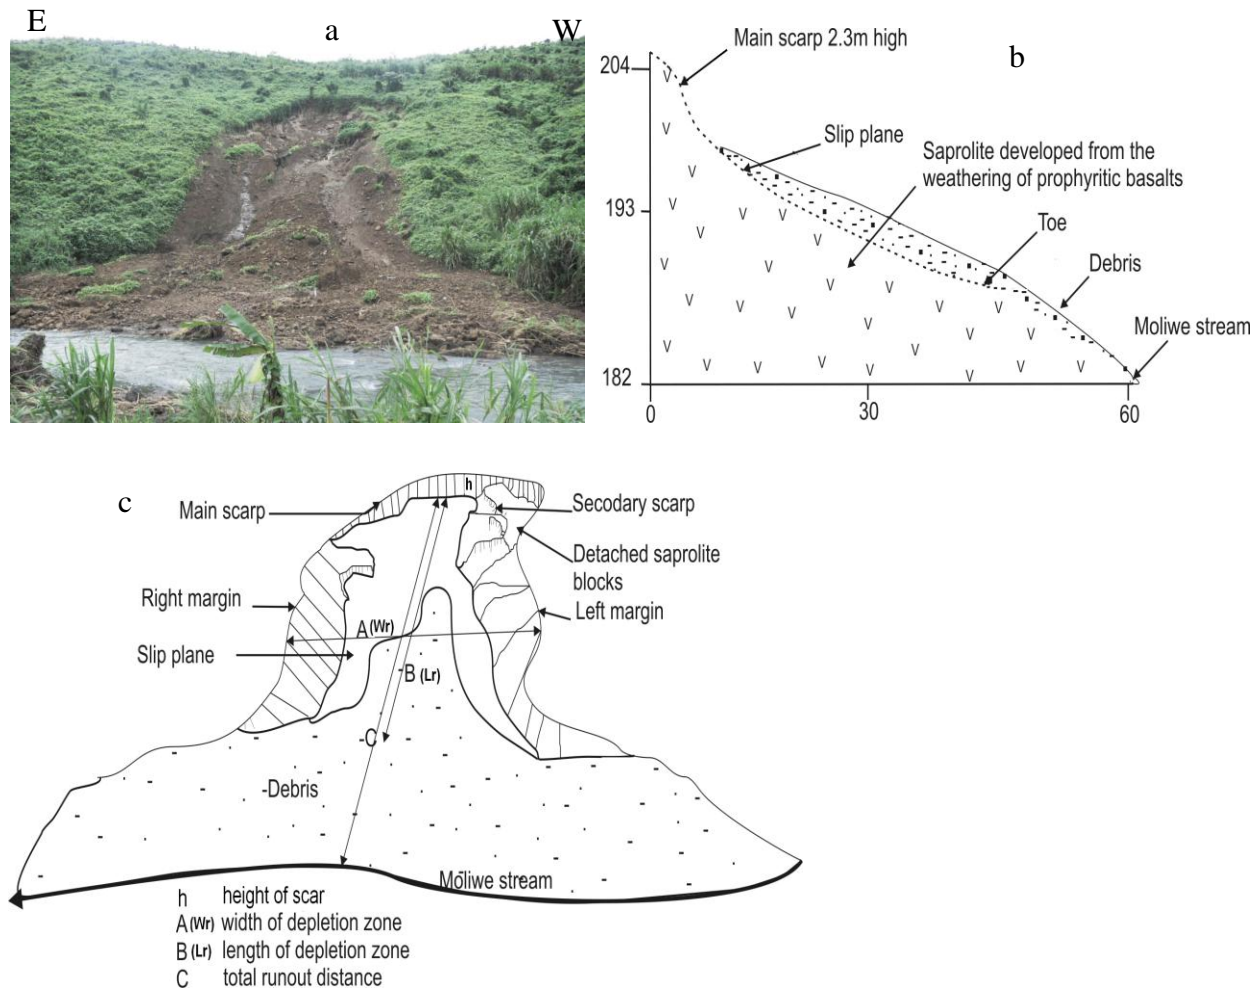 E
a
W
Main scarp 2.3m high
b
204
Slip plane
Saprolite developed from the
weathering of prophyritic basalts
193
Toe
Debris
Moliwe stream
182
0
30
60
V V V V V V V V V V V V V V V V V V V V V V V V V V V V V
c
h
Main scarp
Secodary scarp
Detached saprolite
blocks
Right margin
Left margin
A (Wr)
Slip plane
-B (Lr)
-C
-Debris
Moliwe stream
h height of scar
A (Wr) width of depletion zone
B (Lr) length of depletion zone
C total runout distance